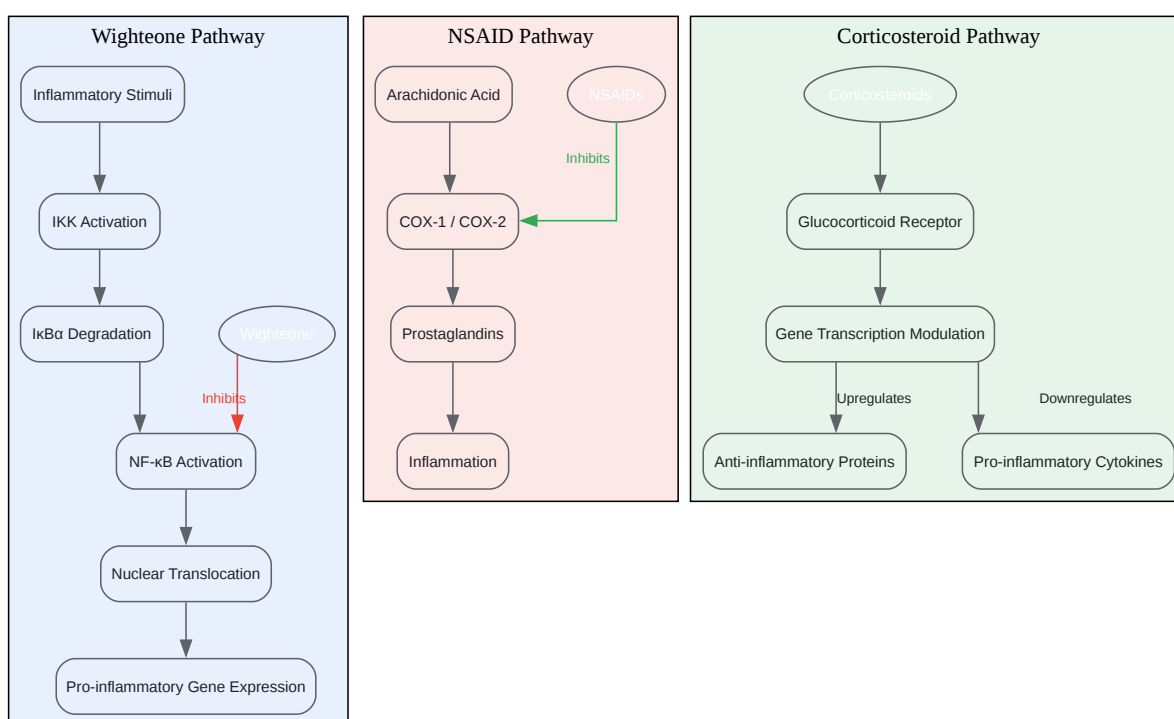 Wighteone Pathway
Inflammatory Stimuli
IKK Activation
IκBα Degradation
Wighteone
Inhibits
NF-κB Activation
Nuclear Translocation
Pro-inflammatory Gene Expression
NSAID Pathway
Arachidonic Acid
NSAIDs
Inhibits
COX-1 / COX-2
Prostaglandins
Inflammation
Corticosteroid Pathway
Corticosteroids
Glucocorticoid Receptor
Gene Transcription Modulation
Upregulates
Downregulates
Anti-inflammatory Proteins
Pro-inflammatory Cytokines